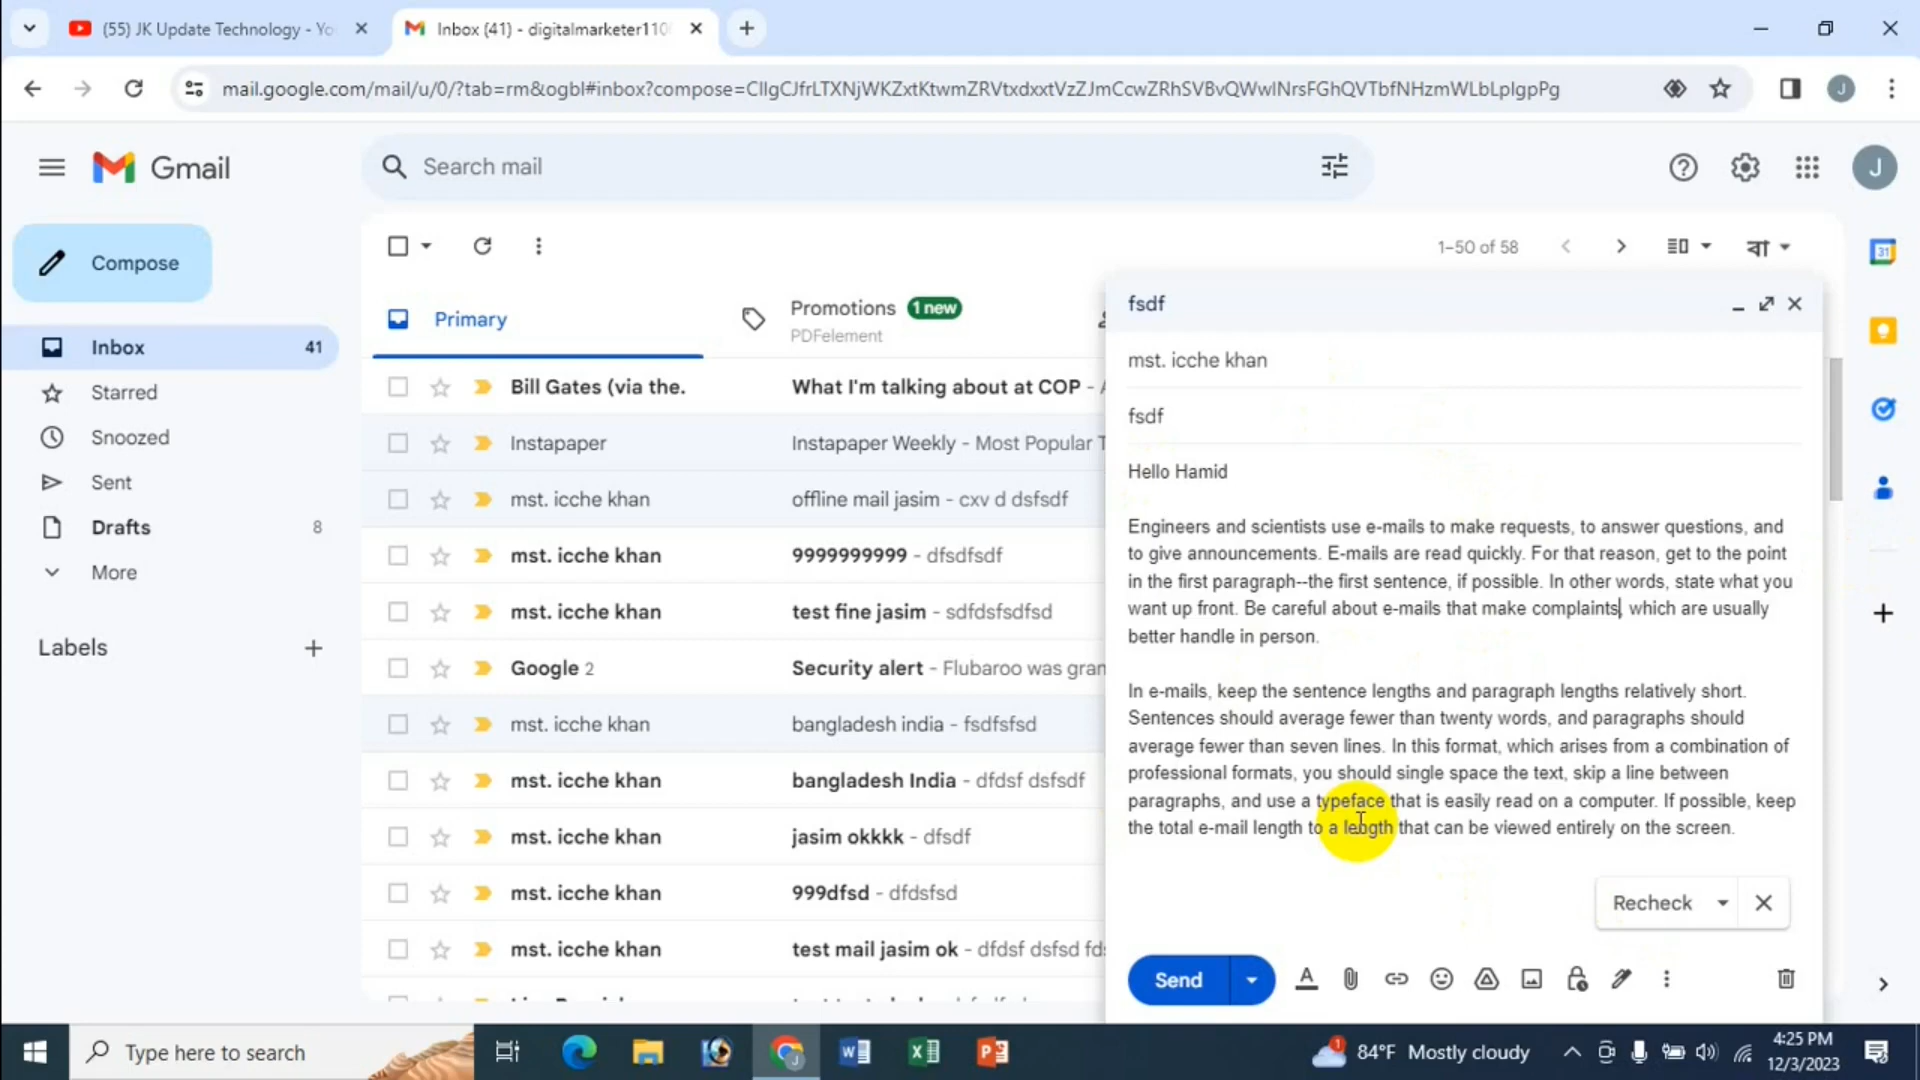 (55) JK Update Technology - Yo
Inbox (41) - digitalmarketer110
mail.google.com/mail/u/0/?tab=rm&ogbl#inbox?compose=CllgCJfrLTXNjWKZxtKtwmZRVtxdxxtVzZJmCcwZRhSVBvQWwlNrsFGhQVTbfNHzmWLbLplgpPg
Gmail
Search mail
J
Compose
1–50 of 58
বা
Inbox 41
Starred
Snoozed
Sent
Drafts 8
More
Labels
Primary
Promotions 1 new
PDFelement
Bill Gates (via the. What I'm talking about at COP - A
Instapaper Instapaper Weekly - Most Popular T
mst. icche khan offline mail jasim - cxv d dsfsdf
mst. icche khan 9999999999 - dfsdfsdf
mst. icche khan test fine jasim - sdfdsfsdfsd
Google 2 Security alert - Flubaroo was gran
mst. icche khan bangladesh india - fsdfsfsd
mst. icche khan bangladesh India - dfdsf dsfsdf
mst. icche khan jasim okkkk - dfsdf
mst. icche khan 999dfsd - dfdsfsd
mst. icche khan test mail jasim ok - dfdsf dsfsd fd
fsdf
mst. icche khan
fsdf
Hello Hamid
Engineers and scientists use e-mails to make requests, to answer questions, and
to give announcements. E-mails are read quickly. For that reason, get to the point
in the first paragraph--the first sentence, if possible. In other words, state what you
want up front. Be careful about e-mails that make complaints, which are usually
better handle in person.
In e-mails, keep the sentence lengths and paragraph lengths relatively short.
Sentences should average fewer than twenty words, and paragraphs should
average fewer than seven lines. In this format, which arises from a combination of
professional formats, you should single space the text, skip a line between
paragraphs, and use a typeface that is easily read on a computer. If possible, keep
the total e-mail length to a length that can be viewed entirely on the screen.
Recheck
Send
Type here to search
84°F Mostly cloudy
4:25 PM
12/3/2023